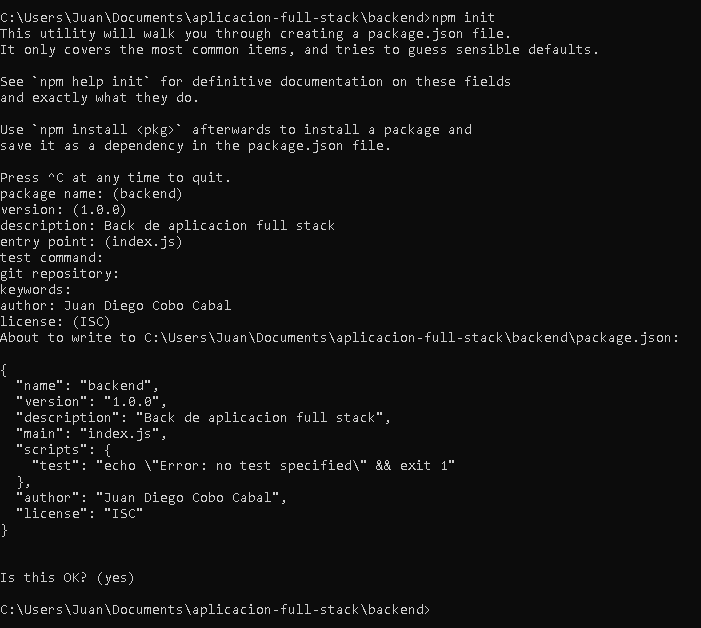 C:\Users\Juan\Documents\aplicacion-full-stack\backend>npm init
This utility will walk you through creating a package.json file.
It only covers the most common items, and tries to guess sensible defaults.

See `npm help init` for definitive documentation on these fields
and exactly what they do.

Use `npm install <pkg>` afterwards to install a package and
save it as a dependency in the package.json file.

Press ^C at any time to quit.
package name: (backend)
version: (1.0.0)
description: Back de aplicacion full stack
entry point: (index.js)
test command:
git repository:
keywords:
author: Juan Diego Cobo Cabal
license: (ISC)
About to write to C:\Users\Juan\Documents\aplicacion-full-stack\backend\package.json:

{
  "name": "backend",
  "version": "1.0.0",
  "description": "Back de aplicacion full stack",
  "main": "index.js",
  "scripts": {
    "test": "echo \"Error: no test specified\" && exit 1"
  },
  "author": "Juan Diego Cobo Cabal",
  "license": "ISC"
}


Is this OK? (yes)

C:\Users\Juan\Documents\aplicacion-full-stack\backend>